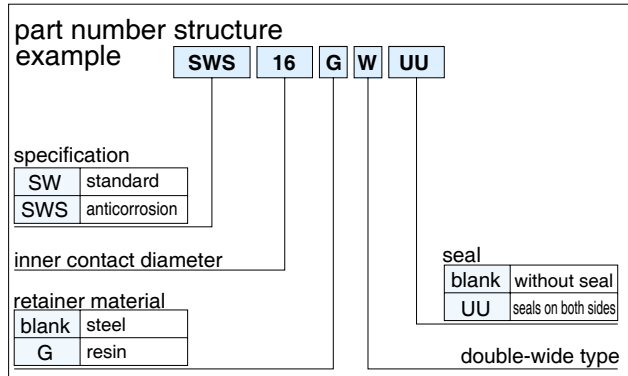 part number structure
example
SWS 16 G W UU
specification
SW standard
SWS anticorrosion
inner contact diameter
retainer material
blank steel
G resin
seal
blank without seal
UU seals on both sides
double-wide type